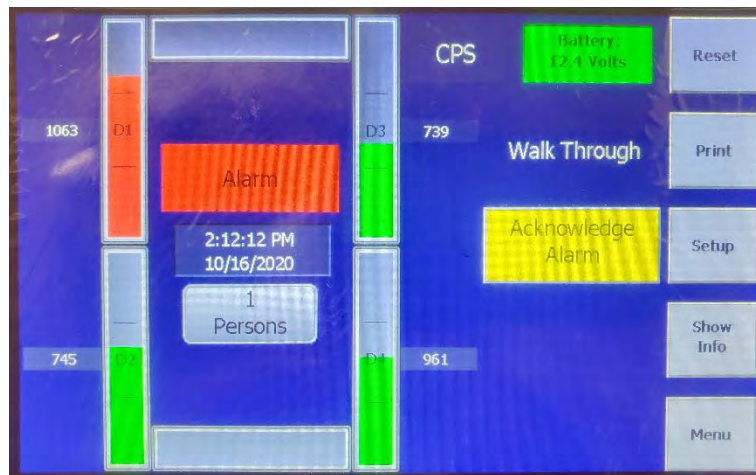 CPS
Battery:
12.4 Volts
Reset
1063
D1
D3
739
Walk Through
Print
Alarm
2:12:12 PM
10/16/2020
Acknowledge
Alarm
Setup
1
Persons
745
D2
D4
961
Show
Info
Menu